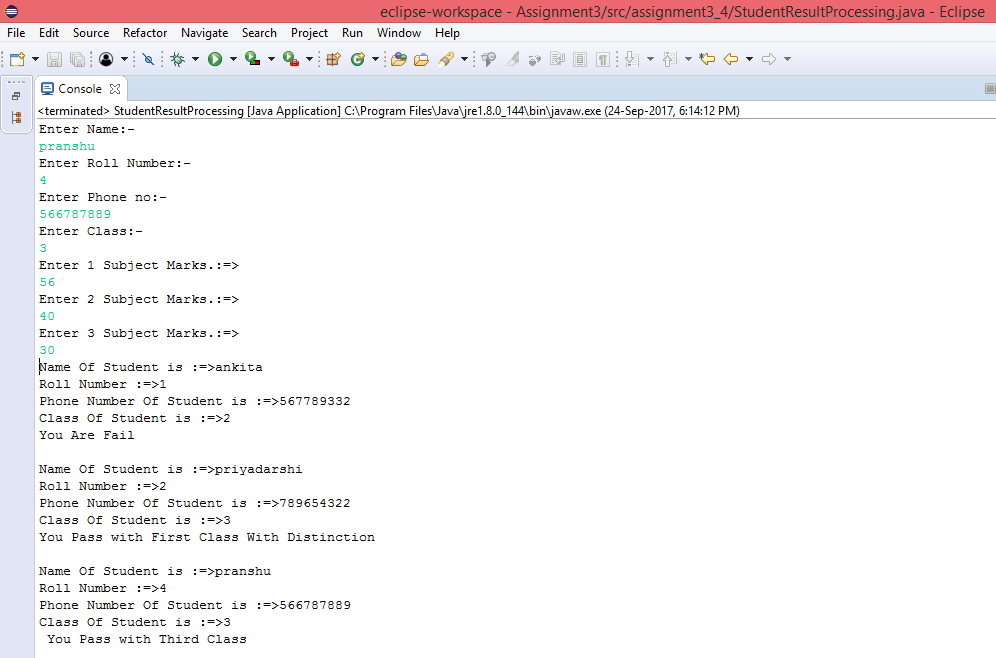 eclipse-workspace - Assignment3/src/assignment3_4/StudentResultProcessing.java - Eclipse
File Edit Source Refactor Navigate Search Project Run Window Help
Console
<terminated> StudentResultProcessing [Java Application] C:\Program Files\Java\jre1.8.0_144\bin\javaw.exe (24-Sep-2017, 6:14:12 PM)
Enter Name:-
pranshu
Enter Roll Number:-
4
Enter Phone no:-
566787889
Enter Class:-
3
Enter 1 Subject Marks.:=>
56
Enter 2 Subject Marks.:=>
40
Enter 3 Subject Marks.:=>
30
Name Of Student is :=>ankita
Roll Number :=>1
Phone Number Of Student is :=>567789332
Class Of Student is :=>2
You Are Fail
Name Of Student is :=>priyadarshi
Roll Number :=>2
Phone Number Of Student is :=>789654322
Class Of Student is :=>3
You Pass with First Class With Distinction
Name Of Student is :=>pranshu
Roll Number :=>4
Phone Number Of Student is :=>566787889
Class Of Student is :=>3
You Pass with Third Class